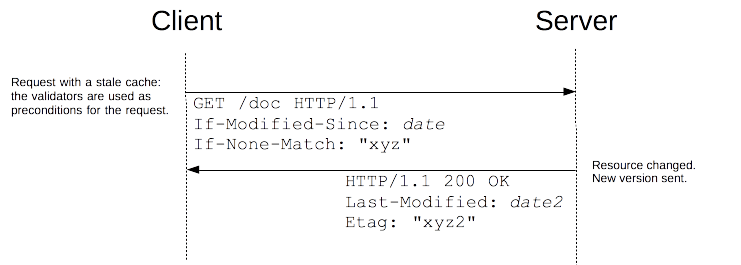 Client
Server
Request with a stale cache:
the validators are used as
preconditions for the request.
GET /doc HTTP/1.1
If-Modified-Since: date
If-None-Match: "xyz"
Resource changed.
New version sent.
HTTP/1.1 200 OK
Last-Modified: date2
Etag: "xyz2"